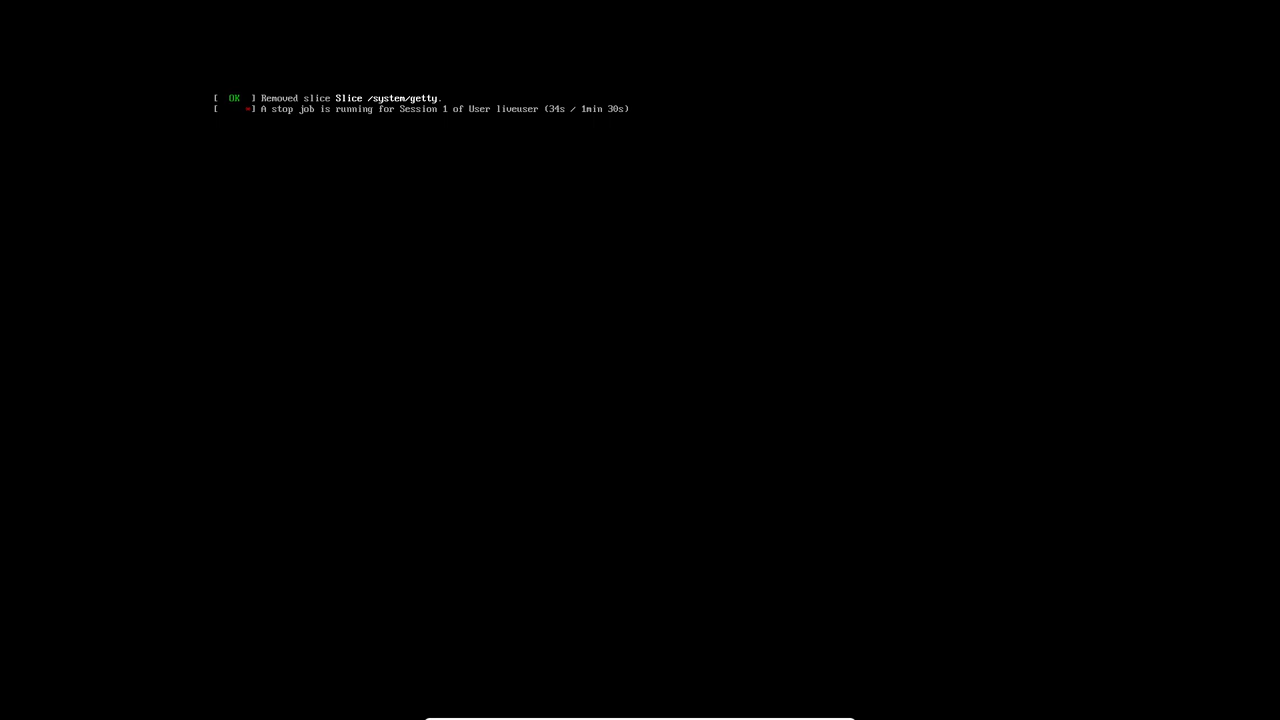 [  OK  ] Removed slice Slice /system/getty.
[     *] A stop job is running for Session 1 of User liveuser (34s / 1min 30s)